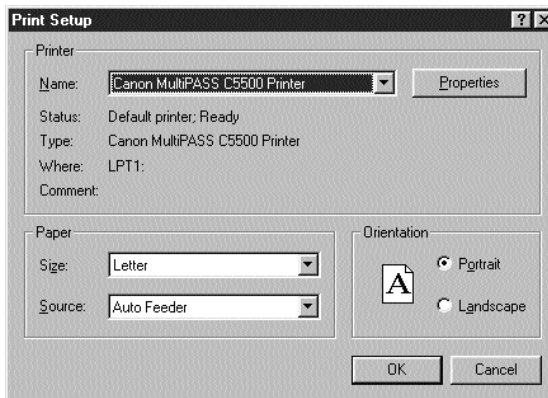 Print Setup
Printer
Name: Canon MultiPASS C5500 Printer Properties
Status: Default printer; Ready
Type: Canon MultiPASS C5500 Printer
Where: LPT1:
Comment:
Paper Orientation
Size: Letter Portrait
A
Source: Auto Feeder Landscape
OK Cancel